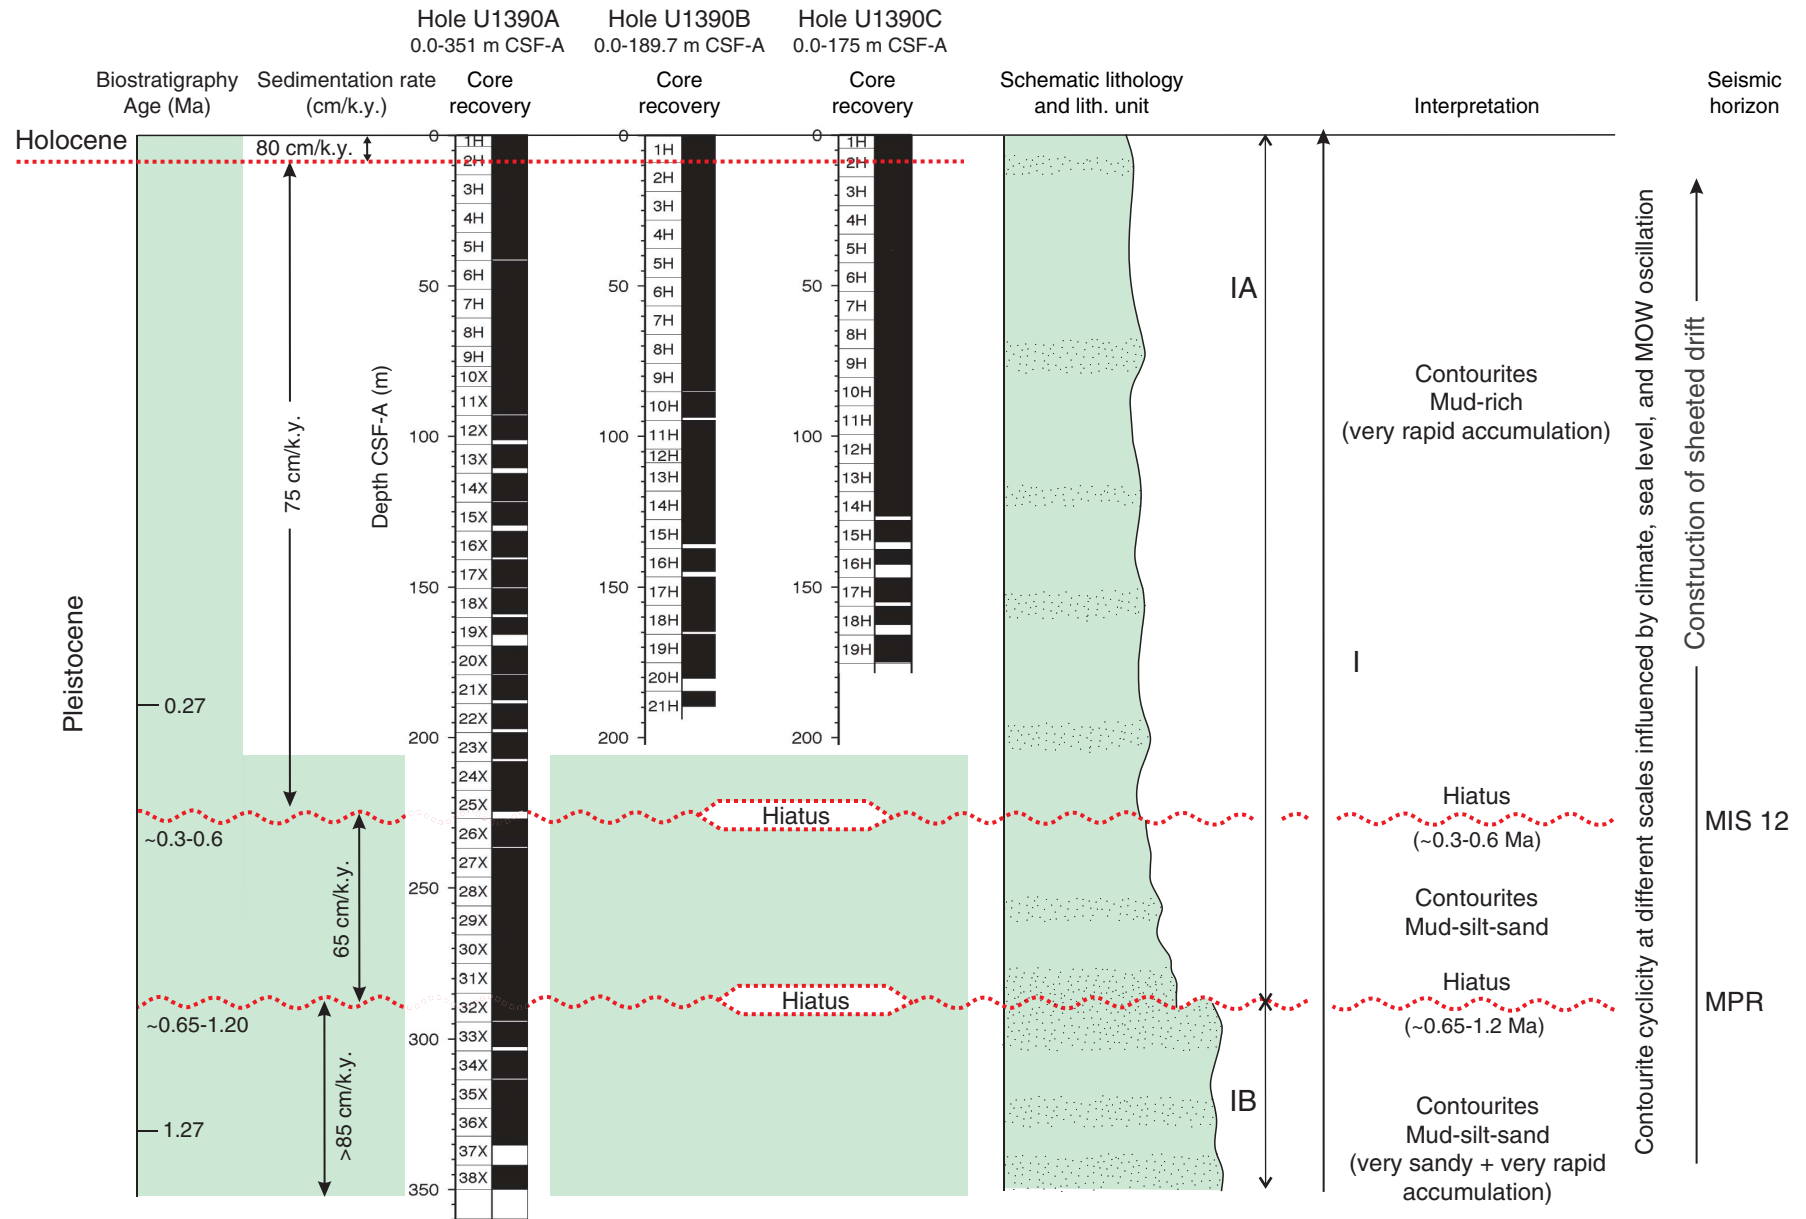 Hole U1390A
0.0-351 m CSF-A
Hole U1390B
0.0-189.7 m CSF-A
Hole U1390C
0.0-175 m CSF-A
Biostratigraphy
Age (Ma)
Sedimentation rate
(cm/k.y.)
Core
recovery
Core
recovery
Core
recovery
Schematic lithology
and lith. unit
Interpretation
Seismic
horizon
Holocene
Pleistocene
0.27
~0.3-0.6
~0.65-1.20
1.27
80 cm/k.y.
75 cm/k.y.
65 cm/k.y.
>85 cm/k.y.
Depth CSF-A (m)
0
50
100
150
200
250
300
350
1H
2H
3H
4H
5H
6H
7H
8H
9H
10X
11X
12X
13X
14X
15X
16X
17X
18X
19X
20X
21X
22X
23X
24X
25X
26X
27X
28X
29X
30X
31X
32X
33X
34X
35X
36X
37X
38X
0
50
100
150
200
1H
2H
3H
4H
5H
6H
7H
8H
9H
10H
11H
12H
13H
14H
15H
16H
17H
18H
19H
20H
21H
0
50
100
150
200
1H
2H
3H
4H
5H
6H
7H
8H
9H
10H
11H
12H
13H
14H
15H
16H
17H
18H
19H
Hiatus
Hiatus
IA
IB
I
Contourites
Mud-rich
(very rapid accumulation)
Hiatus
(~0.3-0.6 Ma)
Contourites
Mud-silt-sand
Hiatus
(~0.65-1.2 Ma)
Contourites
Mud-silt-sand
(very sandy + very rapid
accumulation)
Contourite cyclicity at different scales influenced by climate, sea level, and MOW oscillation
Construction of sheeted drift
MIS 12
MPR